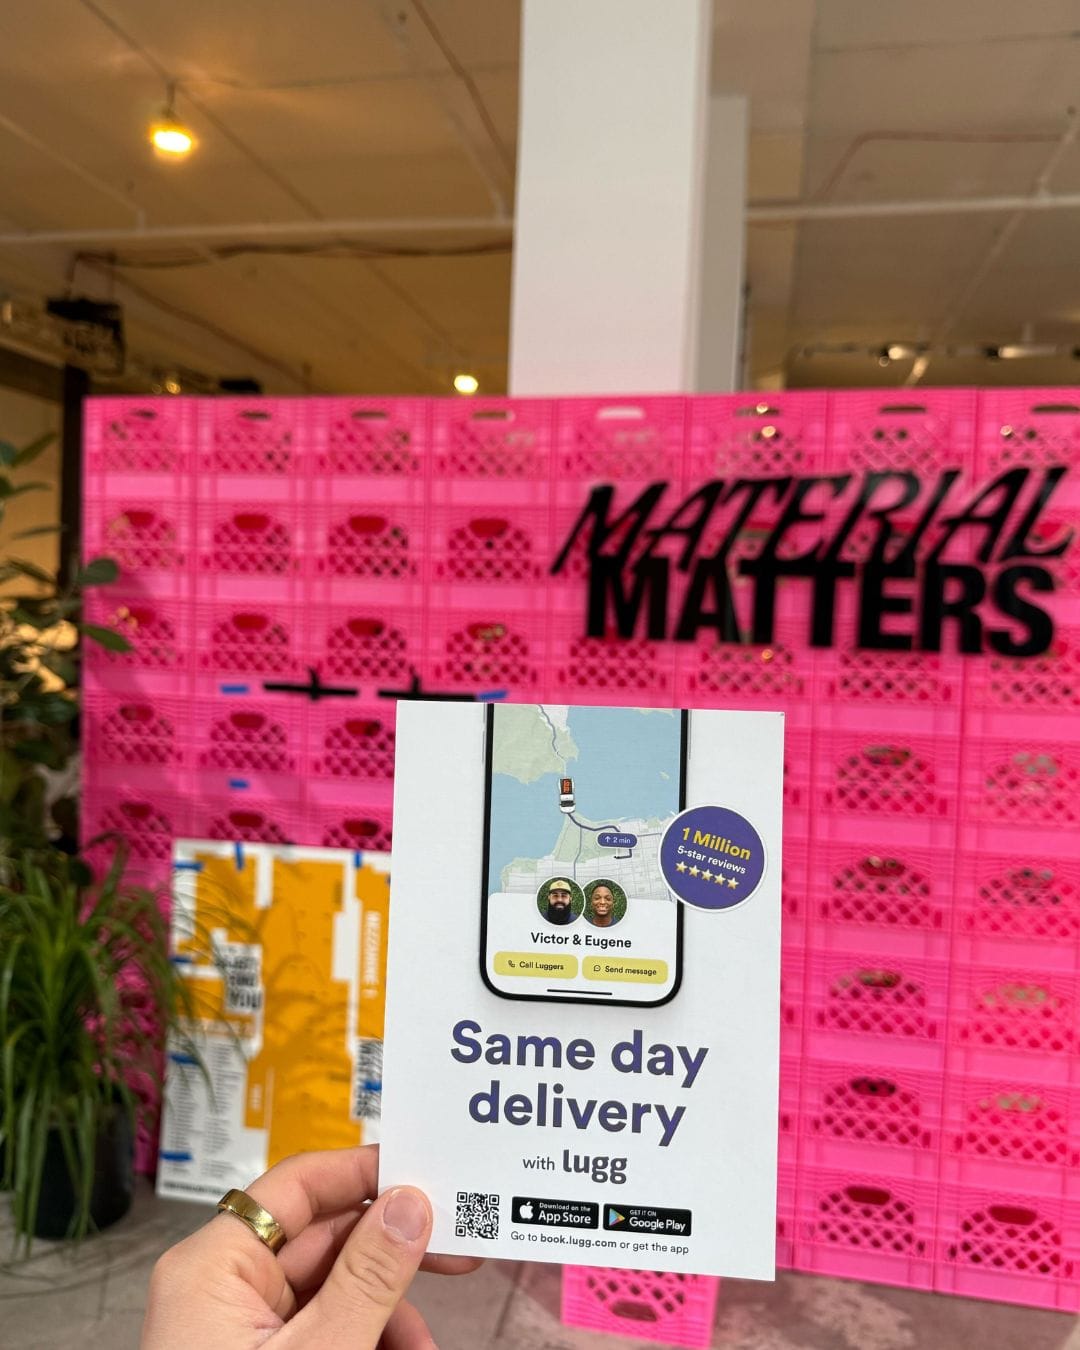 MATERIAL
MATTERS
2 min
1 Million
5-star reviews
Victor & Eugene
Call Luggers
Send message
Same day
delivery
with lugg
Download on the
App Store
GET IT ON
Google Play
Go to book.lugg.com or get the app
MEZZANINE